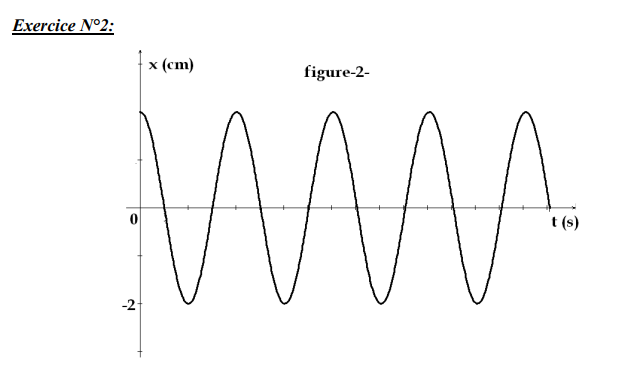 Exercice N°2:
x (cm)
figure-2-
0
t (s)
-2